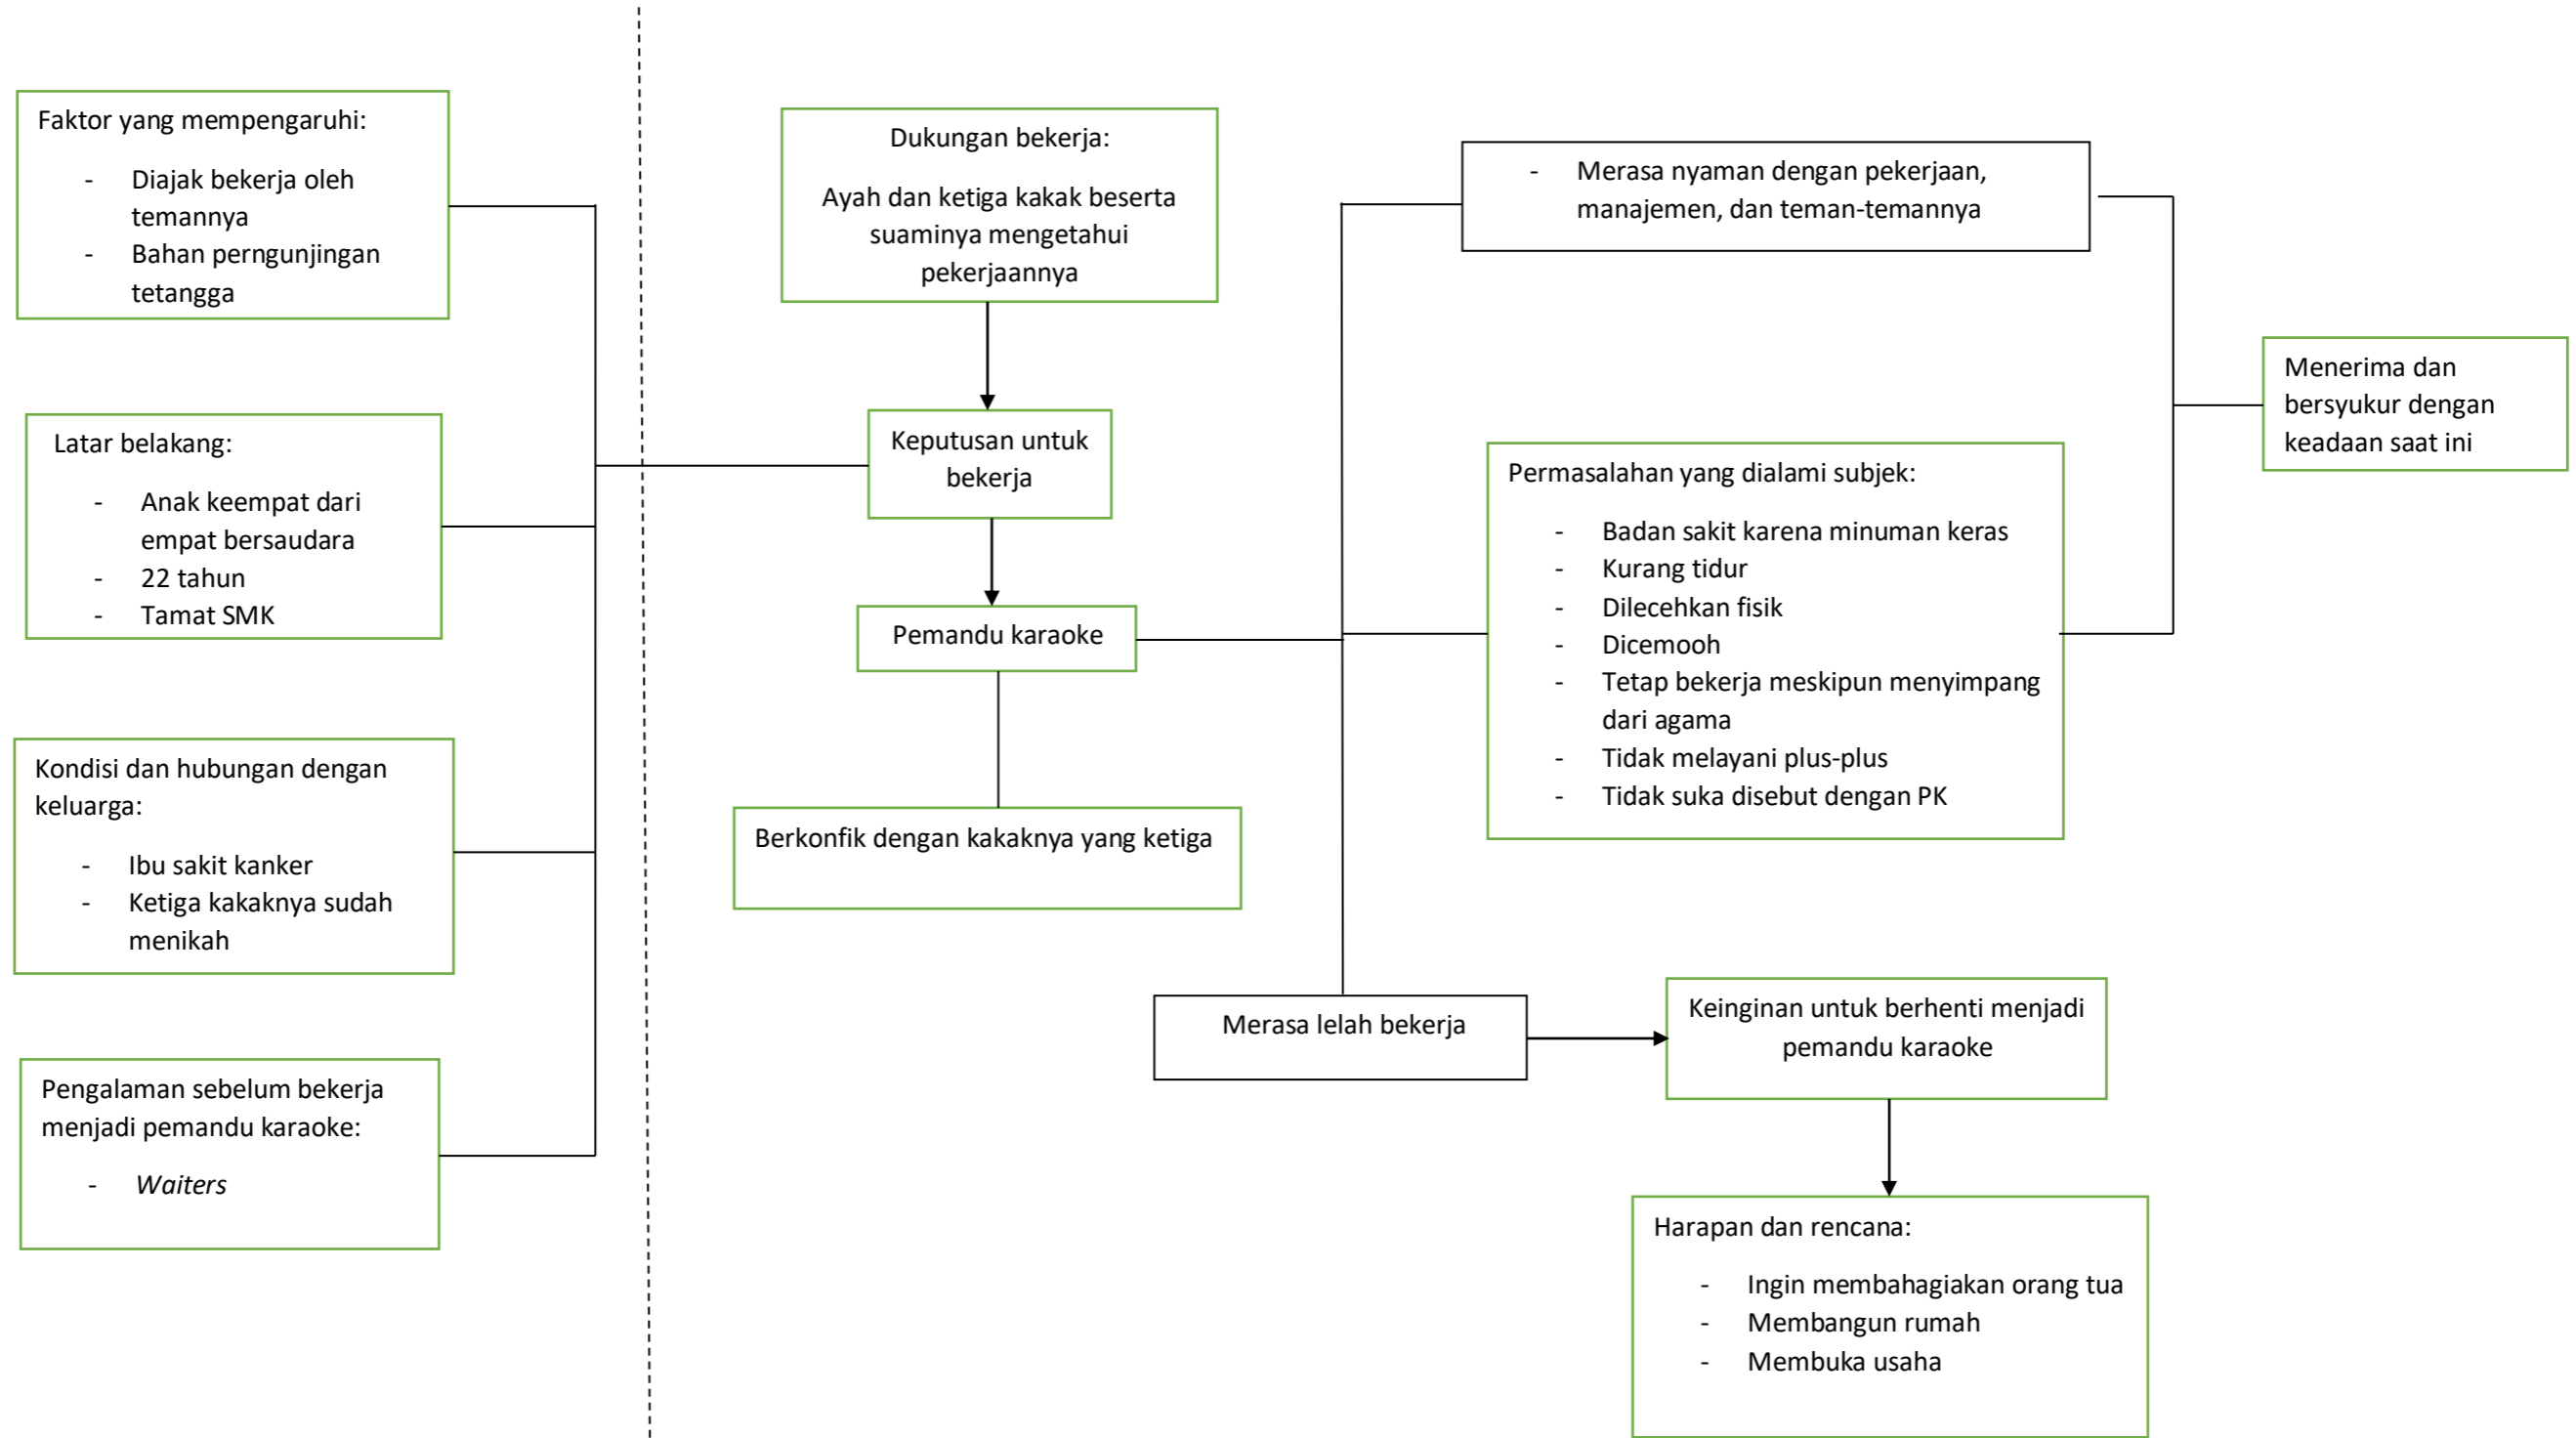 Faktor yang mempengaruhi:
- Diajak bekerja oleh
temannya
- Bahan perngunjingan
tetangga
Latar belakang:
- Anak keempat dari
empat bersaudara
- 22 tahun
- Tamat SMK
Kondisi dan hubungan dengan
keluarga:
- Ibu sakit kanker
- Ketiga kakaknya sudah
menikah
Pengalaman sebelum bekerja
menjadi pemandu karaoke:
- Waiters
Dukungan bekerja:
Ayah dan ketiga kakak beserta
suaminya mengetahui
pekerjaannya
Keputusan untuk
bekerja
Pemandu karaoke
Berkonfik dengan kakaknya yang ketiga
- Merasa nyaman dengan pekerjaan,
manajemen, dan teman-temannya
Permasalahan yang dialami subjek:
- Badan sakit karena minuman keras
- Kurang tidur
- Dilecehkan fisik
- Dicemooh
- Tetap bekerja meskipun menyimpang
dari agama
- Tidak melayani plus-plus
- Tidak suka disebut dengan PK
Menerima dan
bersyukur dengan
keadaan saat ini
Merasa lelah bekerja
Keinginan untuk berhenti menjadi
pemandu karaoke
Harapan dan rencana:
- Ingin membahagiakan orang tua
- Membangun rumah
- Membuka usaha